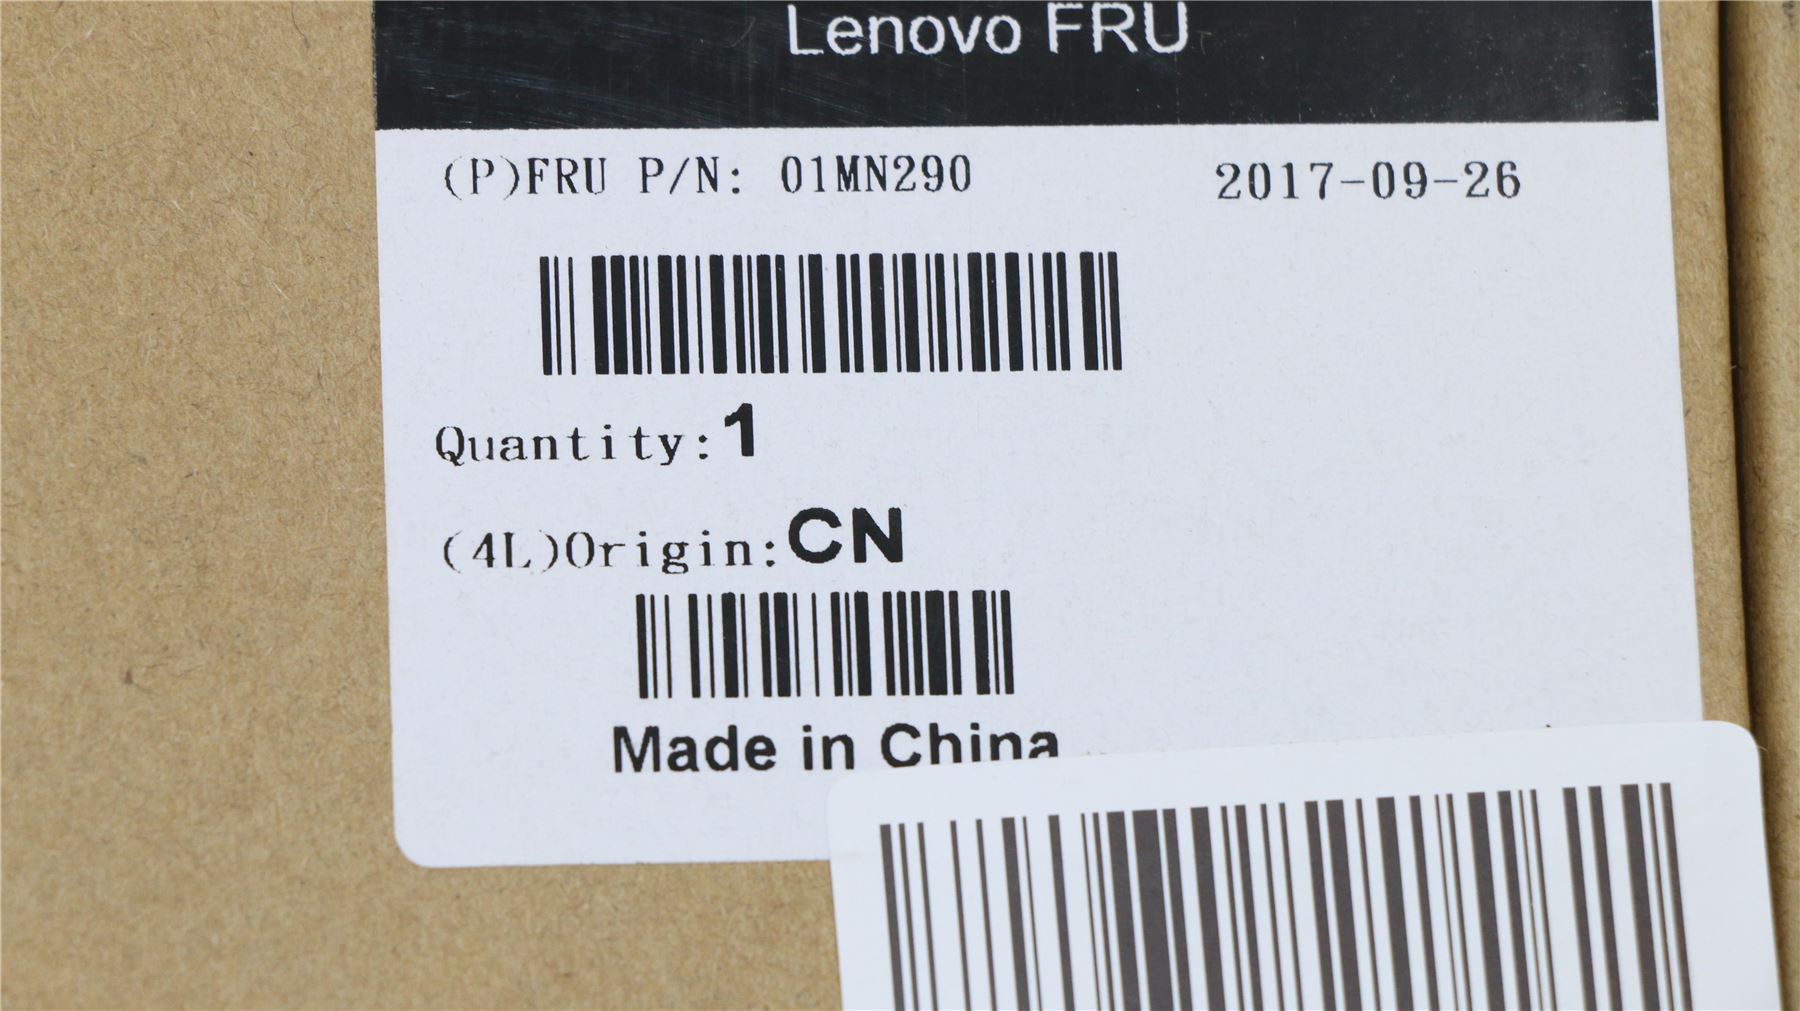 Lenovo FRU
(P)FRU P/N: 01MN290 2017-09-26
Quantity:1
(4L)Origin:CN
Made in China